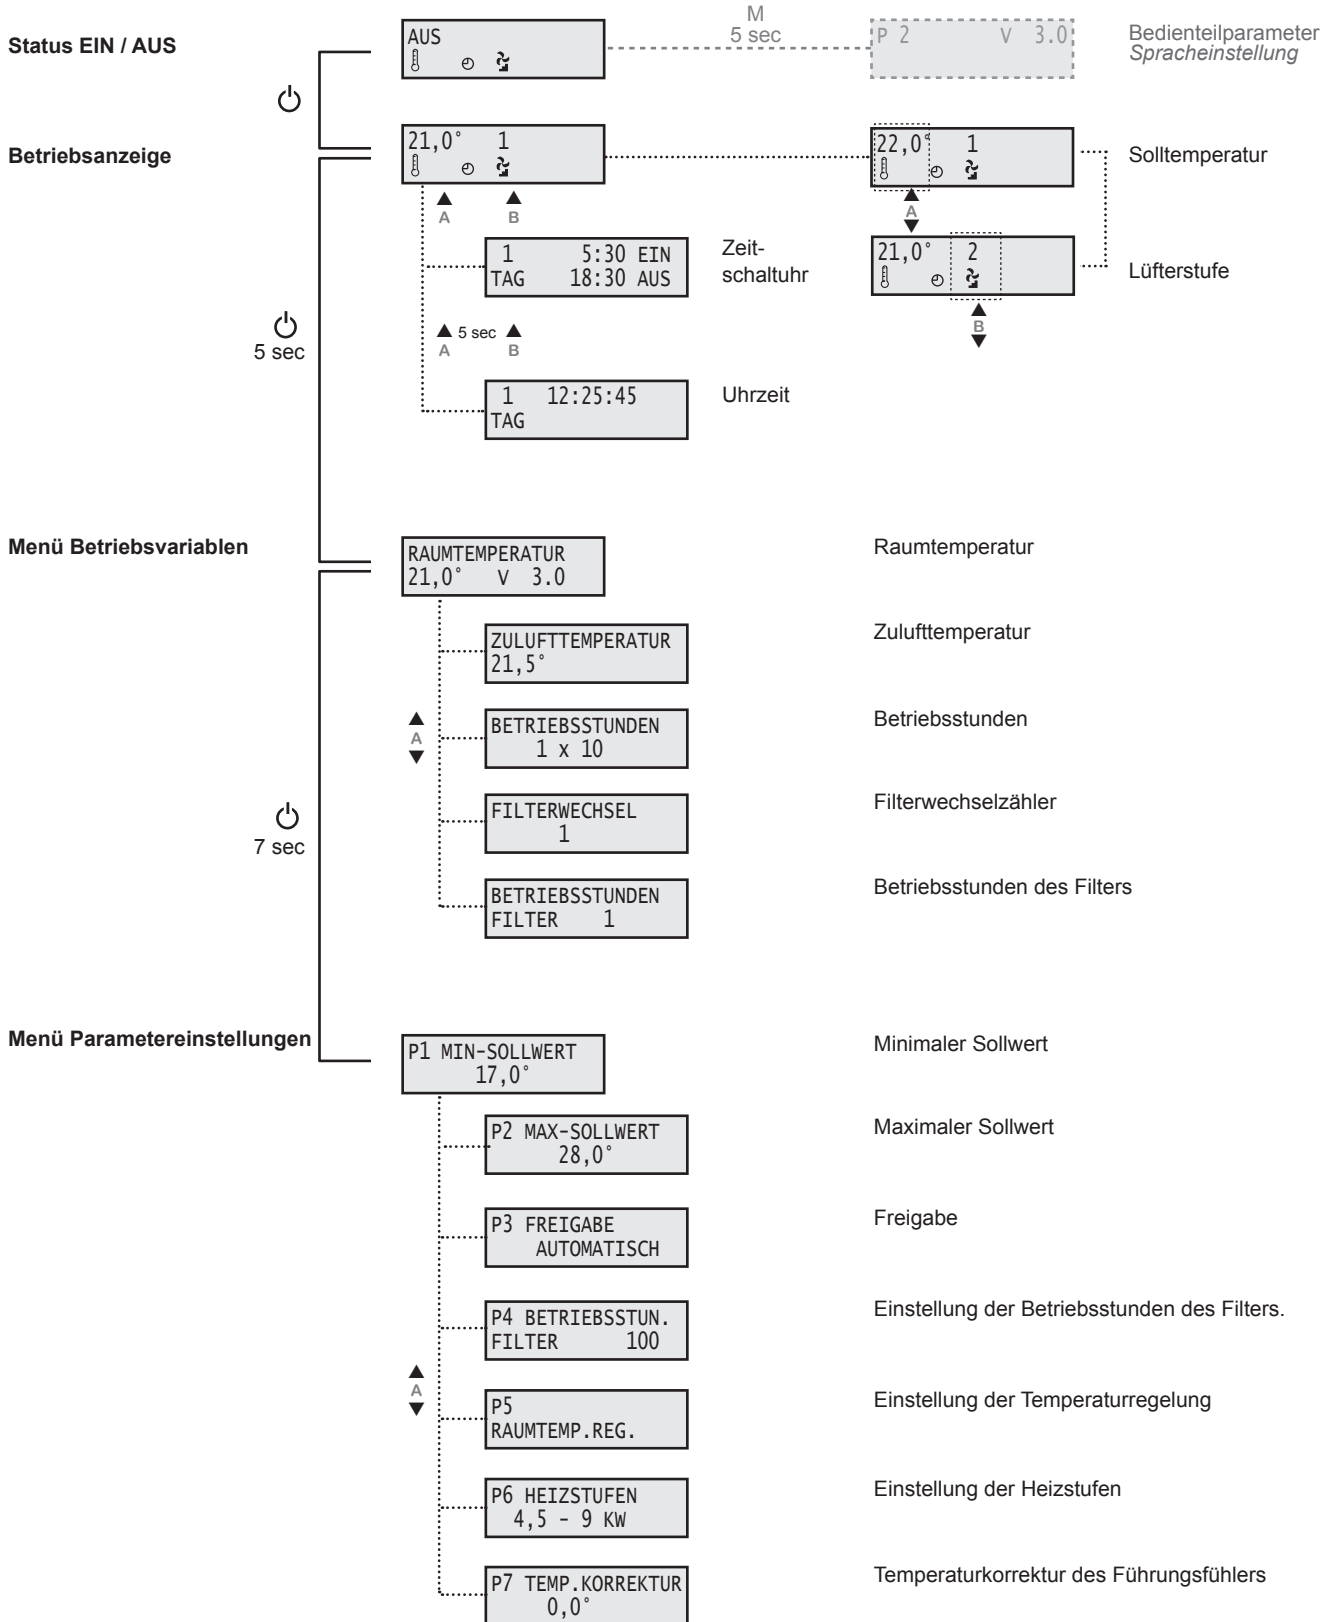 M
5 sec
Status EIN / AUS
AUS
P 2 V 3.0
Bedienteilparameter
Spracheinstellung
Betriebsanzeige
21,0° 1
22,0° 1
Solltemperatur
A B
A
1 5:30 EIN
TAG 18:30 AUS
Zeit-
schaltuhr
21,0° 2
Lüfterstufe
B
5 sec
5 sec
A B
1 12:25:45
TAG
Uhrzeit
Menü Betriebsvariablen
RAUMTEMPERATUR
21,0° V 3.0
Raumtemperatur
ZULUFTTEMPERATUR
21,5°
Zulufttemperatur
A
BETRIEBSSTUNDEN
1 x 10
Betriebsstunden
7 sec
FILTERWECHSEL
1
Filterwechselzähler
BETRIEBSSTUNDEN
FILTER 1
Betriebsstunden des Filters
Menü Parametereinstellungen
P1 MIN-SOLLWERT
17,0°
Minimaler Sollwert
P2 MAX-SOLLWERT
28,0°
Maximaler Sollwert
P3 FREIGABE
AUTOMATISCH
Freigabe
P4 BETRIEBSSTUN.
FILTER 100
Einstellung der Betriebsstunden des Filters.
A
P5
RAUMTEMP.REG.
Einstellung der Temperaturregelung
P6 HEIZSTUFEN
4,5 - 9 KW
Einstellung der Heizstufen
P7 TEMP.KORREKTUR
0,0°
Temperaturkorrektur des Führungsfühlers